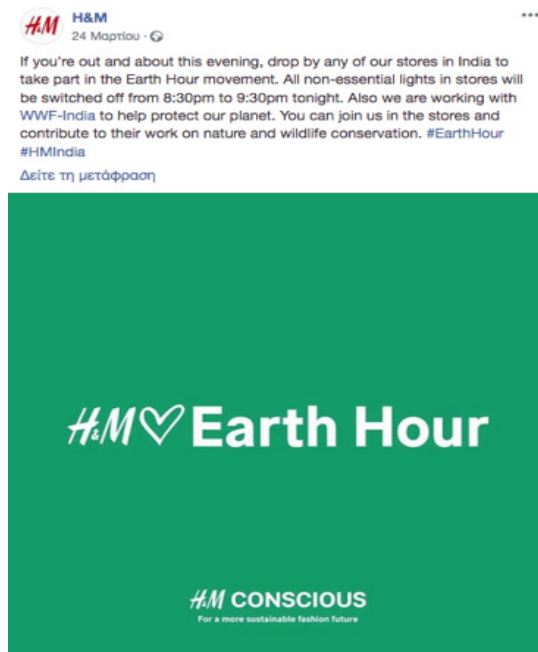 H&M
H&M
24 Μαρτίου ·
If you're out and about this evening, drop by any of our stores in India to
take part in the Earth Hour movement. All non-essential lights in stores will
be switched off from 8:30pm to 9:30pm tonight. Also we are working with
WWF-India to help protect our planet. You can join us in the stores and
contribute to their work on nature and wildlife conservation. #EarthHour
#HMIndia
Δείτε τη μετάφραση
H&M♡Earth Hour
H&M CONSCIOUS
For a more sustainable fashion future